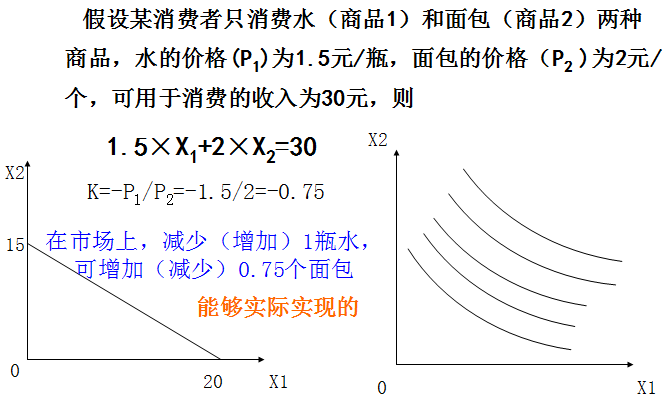 假设某消费者只消费水（商品1）和面包（商品2）两种
商品，水的价格(P₁)为1.5元/瓶，面包的价格（P₂)为2元/
个，可用于消费的收入为30元，则
1.5×X₁+2×X₂=30
K=-P₁/P₂=-1.5/2=-0.75
在市场上，减少（增加）1瓶水，
可增加（减少）0.75个面包
能够实际实现的
X2
15
0
20
X1
X2
0
X1